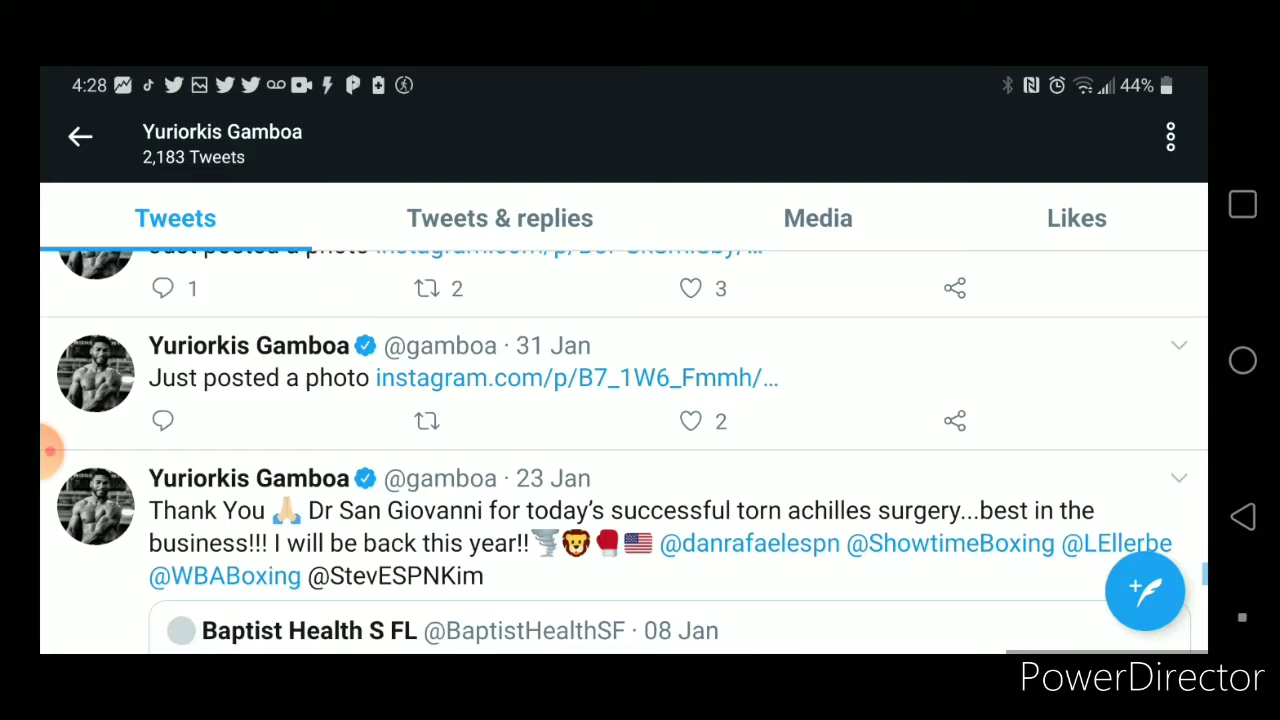 4:28 44%
Yuriorkis Gamboa
2,183 Tweets
Tweets Tweets & replies Media Likes
Just posted a photo
1 2 3
Yuriorkis Gamboa @gamboa · 31 Jan
Just posted a photo instagram.com/p/B7_1W6_Fmmh/...
2
Yuriorkis Gamboa @gamboa · 23 Jan
Thank You 🙏🏼 Dr San Giovanni for today’s successful torn achilles surgery...best in the
business!!! I will be back this year!!🌪🦁🥊🇺🇸 @danrafaelespn @ShowtimeBoxing @LEllerbe
@WBABoxing @StevESPNKim
Baptist Health S FL @BaptistHealthSF · 08 Jan
PowerDirector